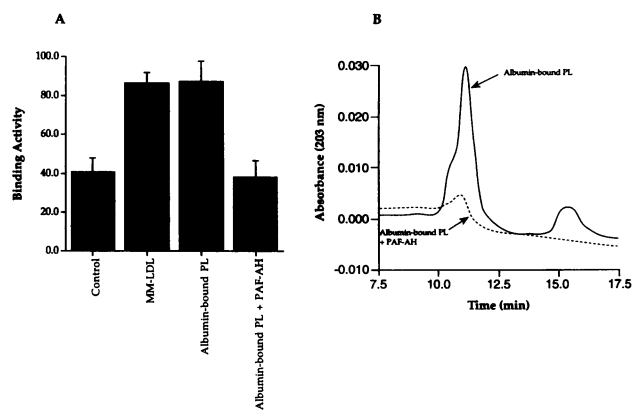 A
Binding Activity
100.0
80.0
60.0
40.0
20.0
0.0
Control
MM-LDL
Albumin-bound PL
Albumin-bound PL + PAF-AH
B
Absorbance (203 nm)
0.030
0.020
0.010
0.000
-0.010
Albumin-bound PL
Albumin-bound PL
+ PAF-AH
7.5 10.0 12.5 15.0 17.5
Time (min)